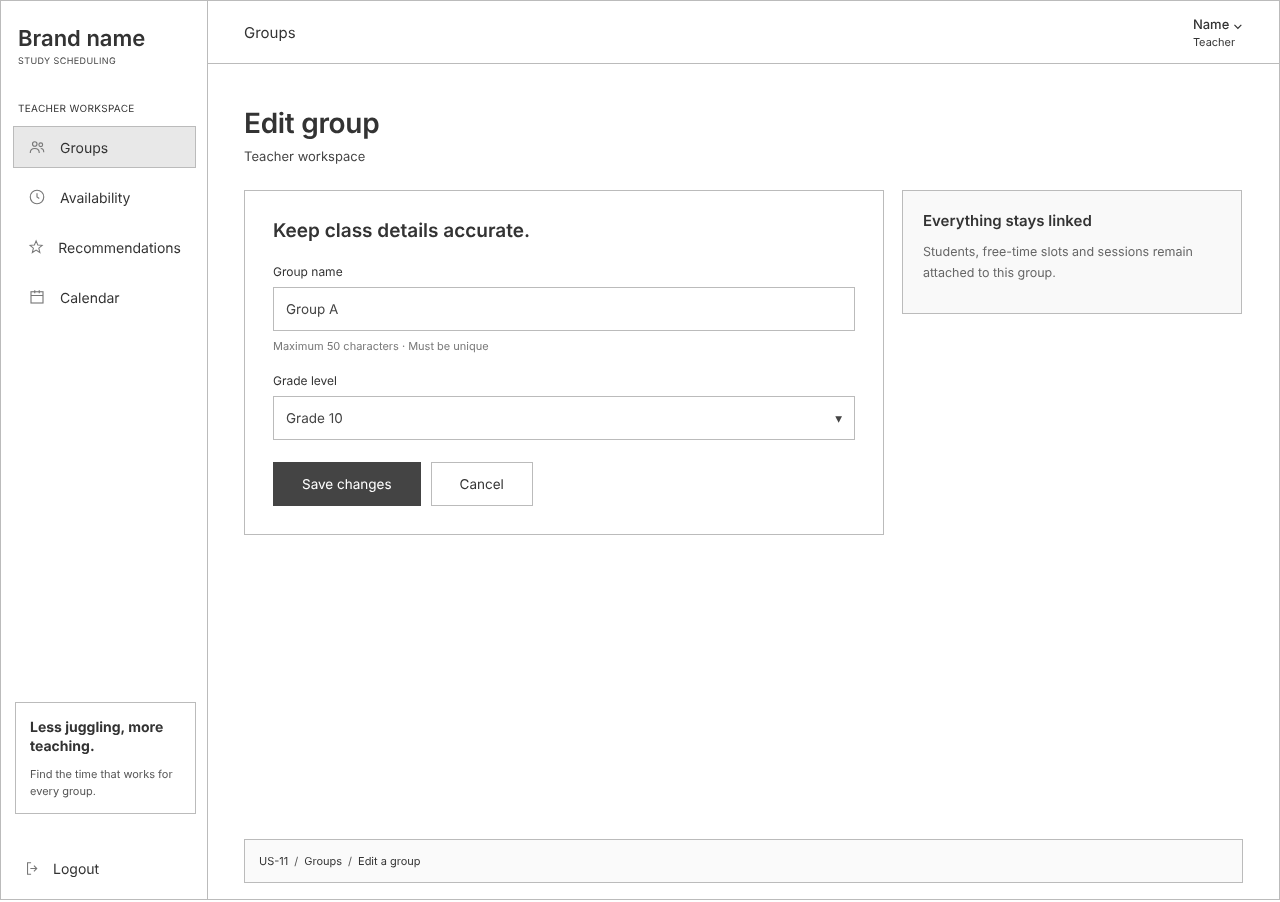 Brand name
STUDY SCHEDULING
TEACHER WORKSPACE
Groups
Availability
Recommendations
Calendar
Less juggling, more
teaching.
Find the time that works for
every group.
Logout
Groups
Name
Teacher
Edit group
Teacher workspace
Keep class details accurate.
Group name
Group A
Maximum 50 characters · Must be unique
Grade level
Grade 10
Save changes
Cancel
Everything stays linked
Students, free-time slots and sessions remain
attached to this group.
US-11 / Groups / Edit a group